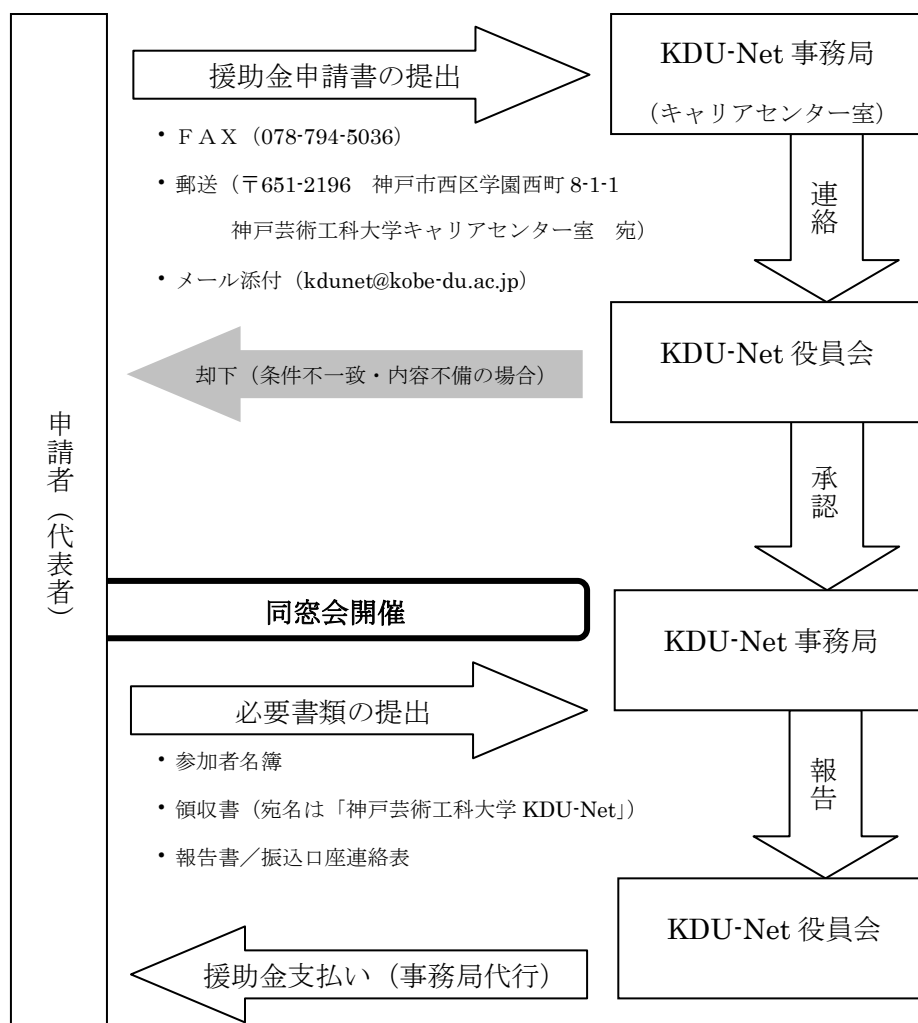 援助金申請書の提出
KDU-Net 事務局
（キャリアセンター室）
・ＦＡＸ（078-794-5036）
・郵送（〒651-2196　神戸市西区学園西町 8-1-1
神戸芸術工科大学キャリアセンター室　宛）
・メール添付（kdunet@kobe-du.ac.jp）
連絡
KDU-Net 役員会
却下（条件不一致・内容不備の場合）
申請者（代表者）
承認
同窓会開催
KDU-Net 事務局
必要書類の提出
・参加者名簿
・領収書（宛名は「神戸芸術工科大学 KDU-Net」）
・報告書／振込口座連絡表
報告
KDU-Net 役員会
援助金支払い（事務局代行）